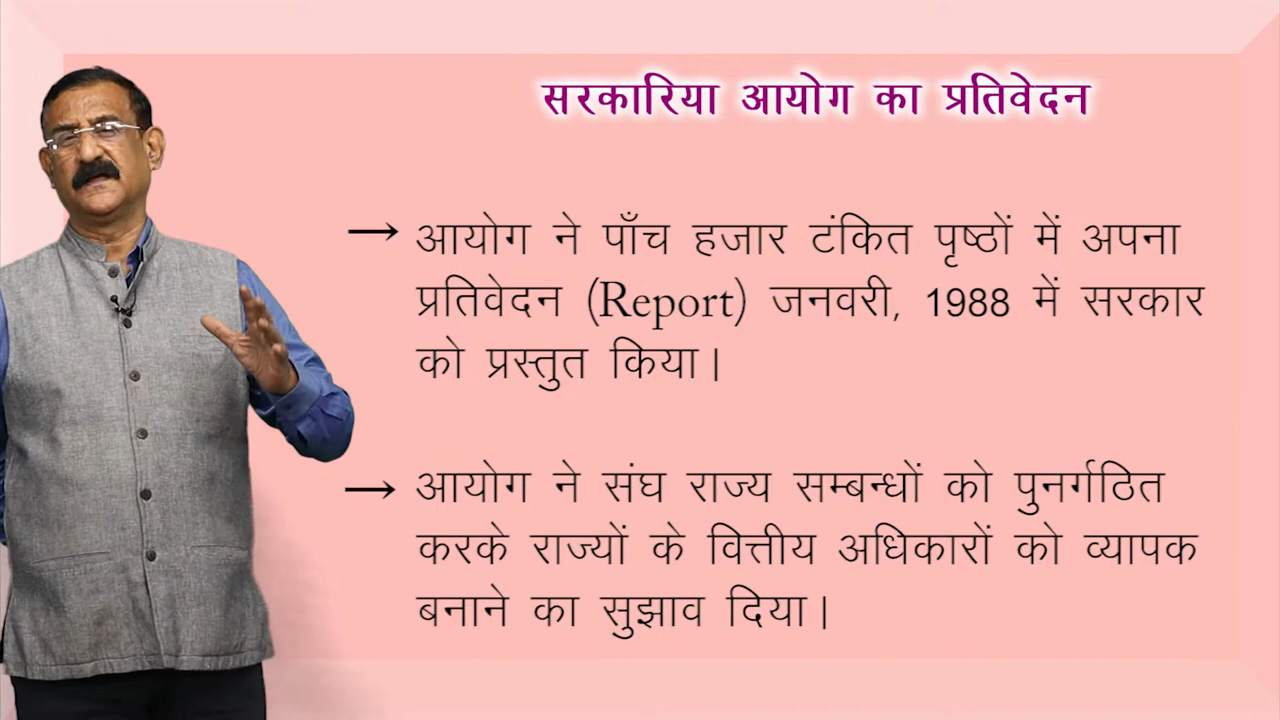 सरकारिया आयोग का प्रतिवेदन
→ आयोग ने पाँच हजार टंकित पृष्ठों में अपना
प्रतिवेदन (Report) जनवरी, 1988 में सरकार
को प्रस्तुत किया।
→ आयोग ने संघ राज्य सम्बन्धों को पुनर्गठित
करके राज्यों के वित्तीय अधिकारों को व्यापक
बनाने का सुझाव दिया।